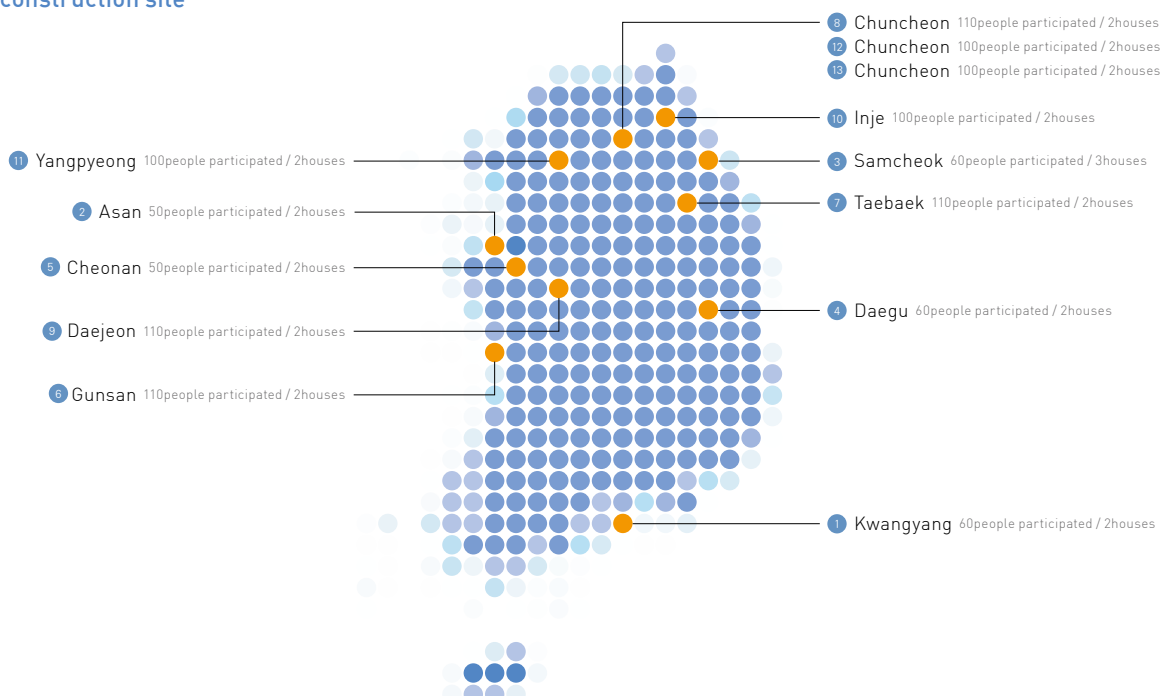 construction site
8 Chuncheon 110people participated / 2houses
12 Chuncheon 100people participated / 2houses
13 Chuncheon 100people participated / 2houses
10 Inje 100people participated / 2houses
11 Yangpyeong 100people participated / 2houses
3 Samcheok 60people participated / 3houses
7 Taebaek 110people participated / 2houses
2 Asan 50people participated / 2houses
5 Cheonan 50people participated / 2houses
4 Daegu 60people participated / 2houses
9 Daejeon 110people participated / 2houses
6 Gunsan 110people participated / 2houses
1 Kwangyang 60people participated / 2houses